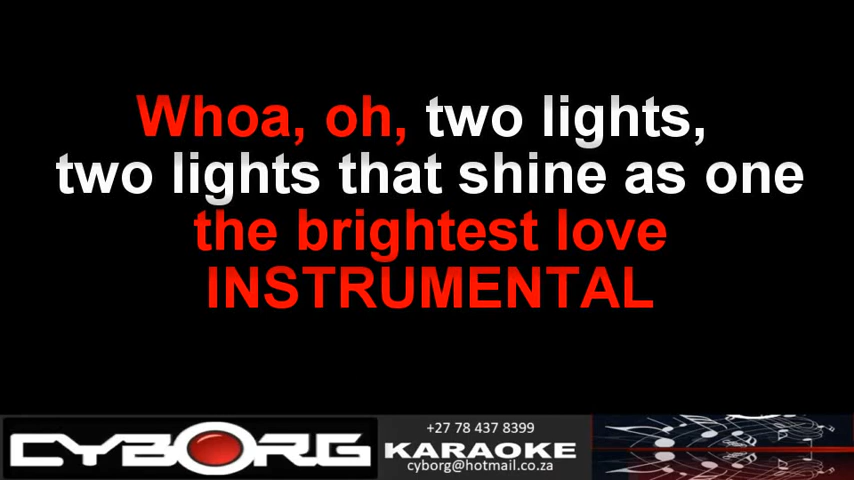 Whoa, oh, two lights,
two lights that shine as one
the brightest love
INSTRUMENTAL
CYBORG
+27 78 437 8399
KARAOKE
cyborg@hotmail.co.za